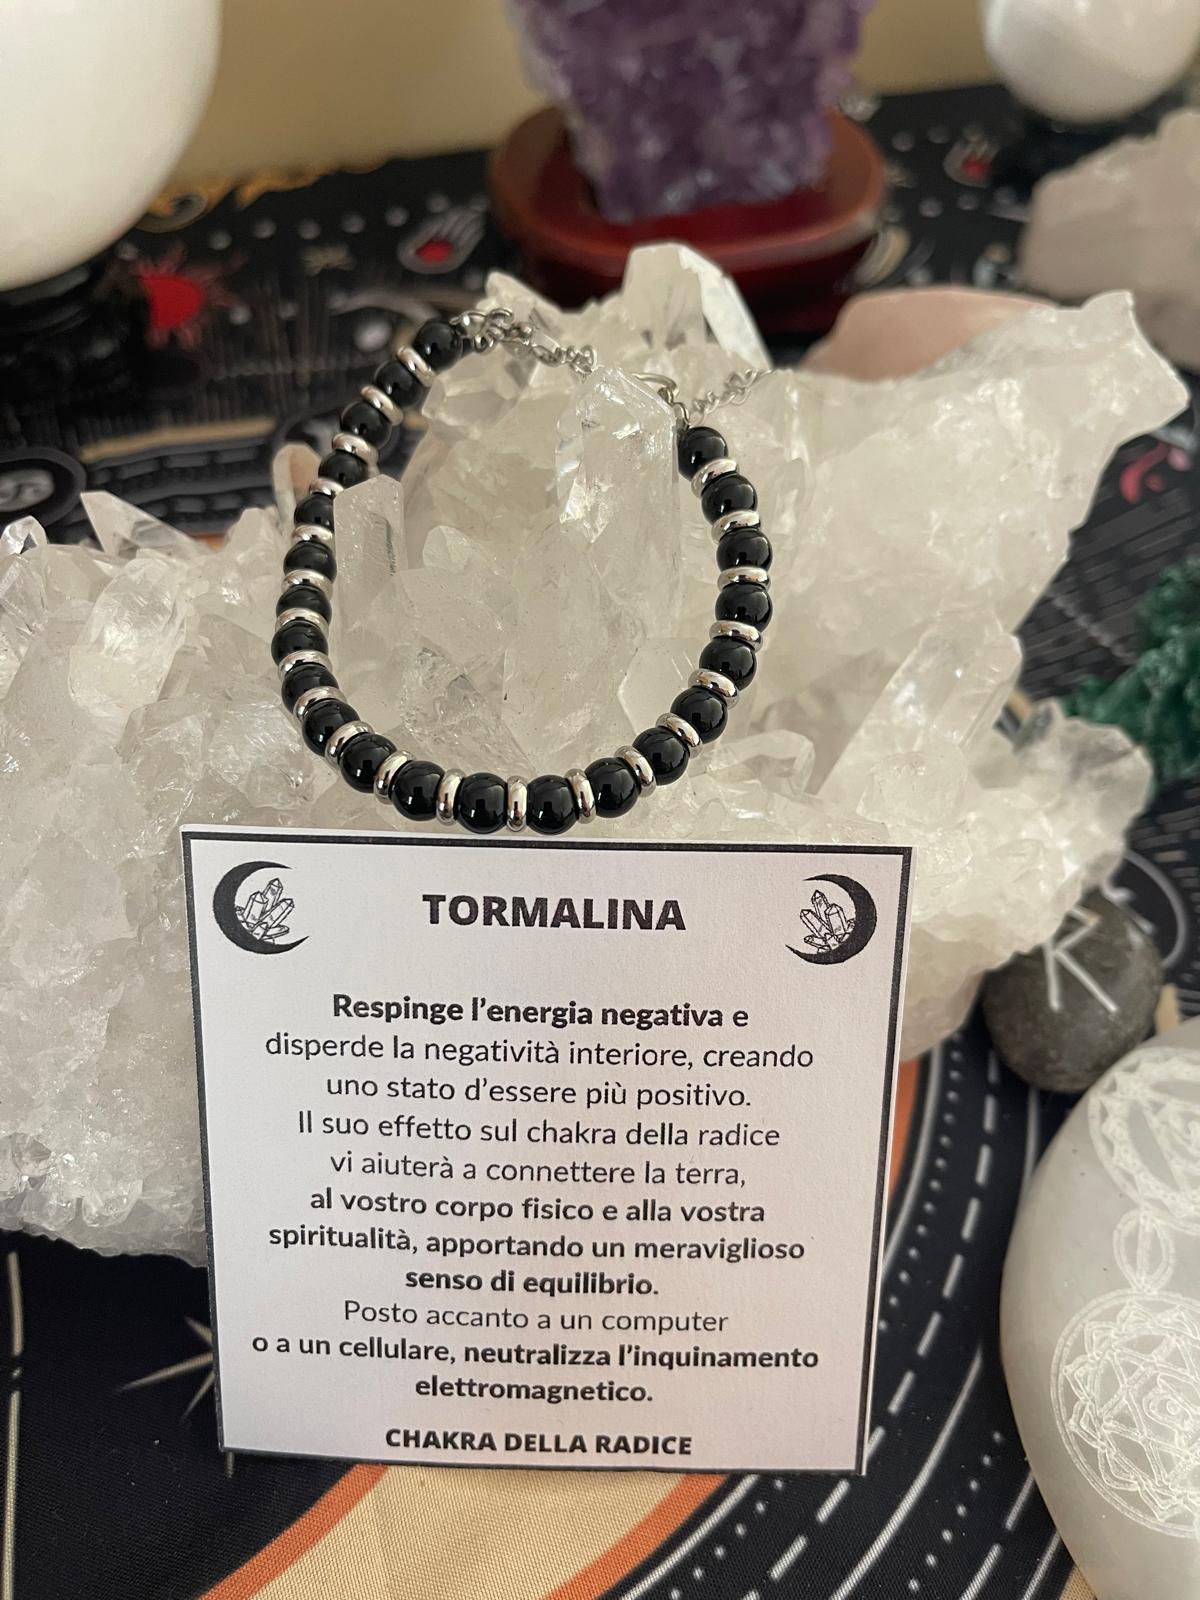 TORMALINA
Respinge l'energia negativa e
disperde la negatività interiore, creando
uno stato d'essere più positivo.
Il suo effetto sul chakra della radice
vi aiuterà a connettere la terra,
al vostro corpo fisico e alla vostra
spiritualità, apportando un meraviglioso
senso di equilibrio.
Posto accanto a un computer
o a un cellulare, neutralizza l'inquinamento
elettromagnetico.
CHAKRA DELLA RADICE